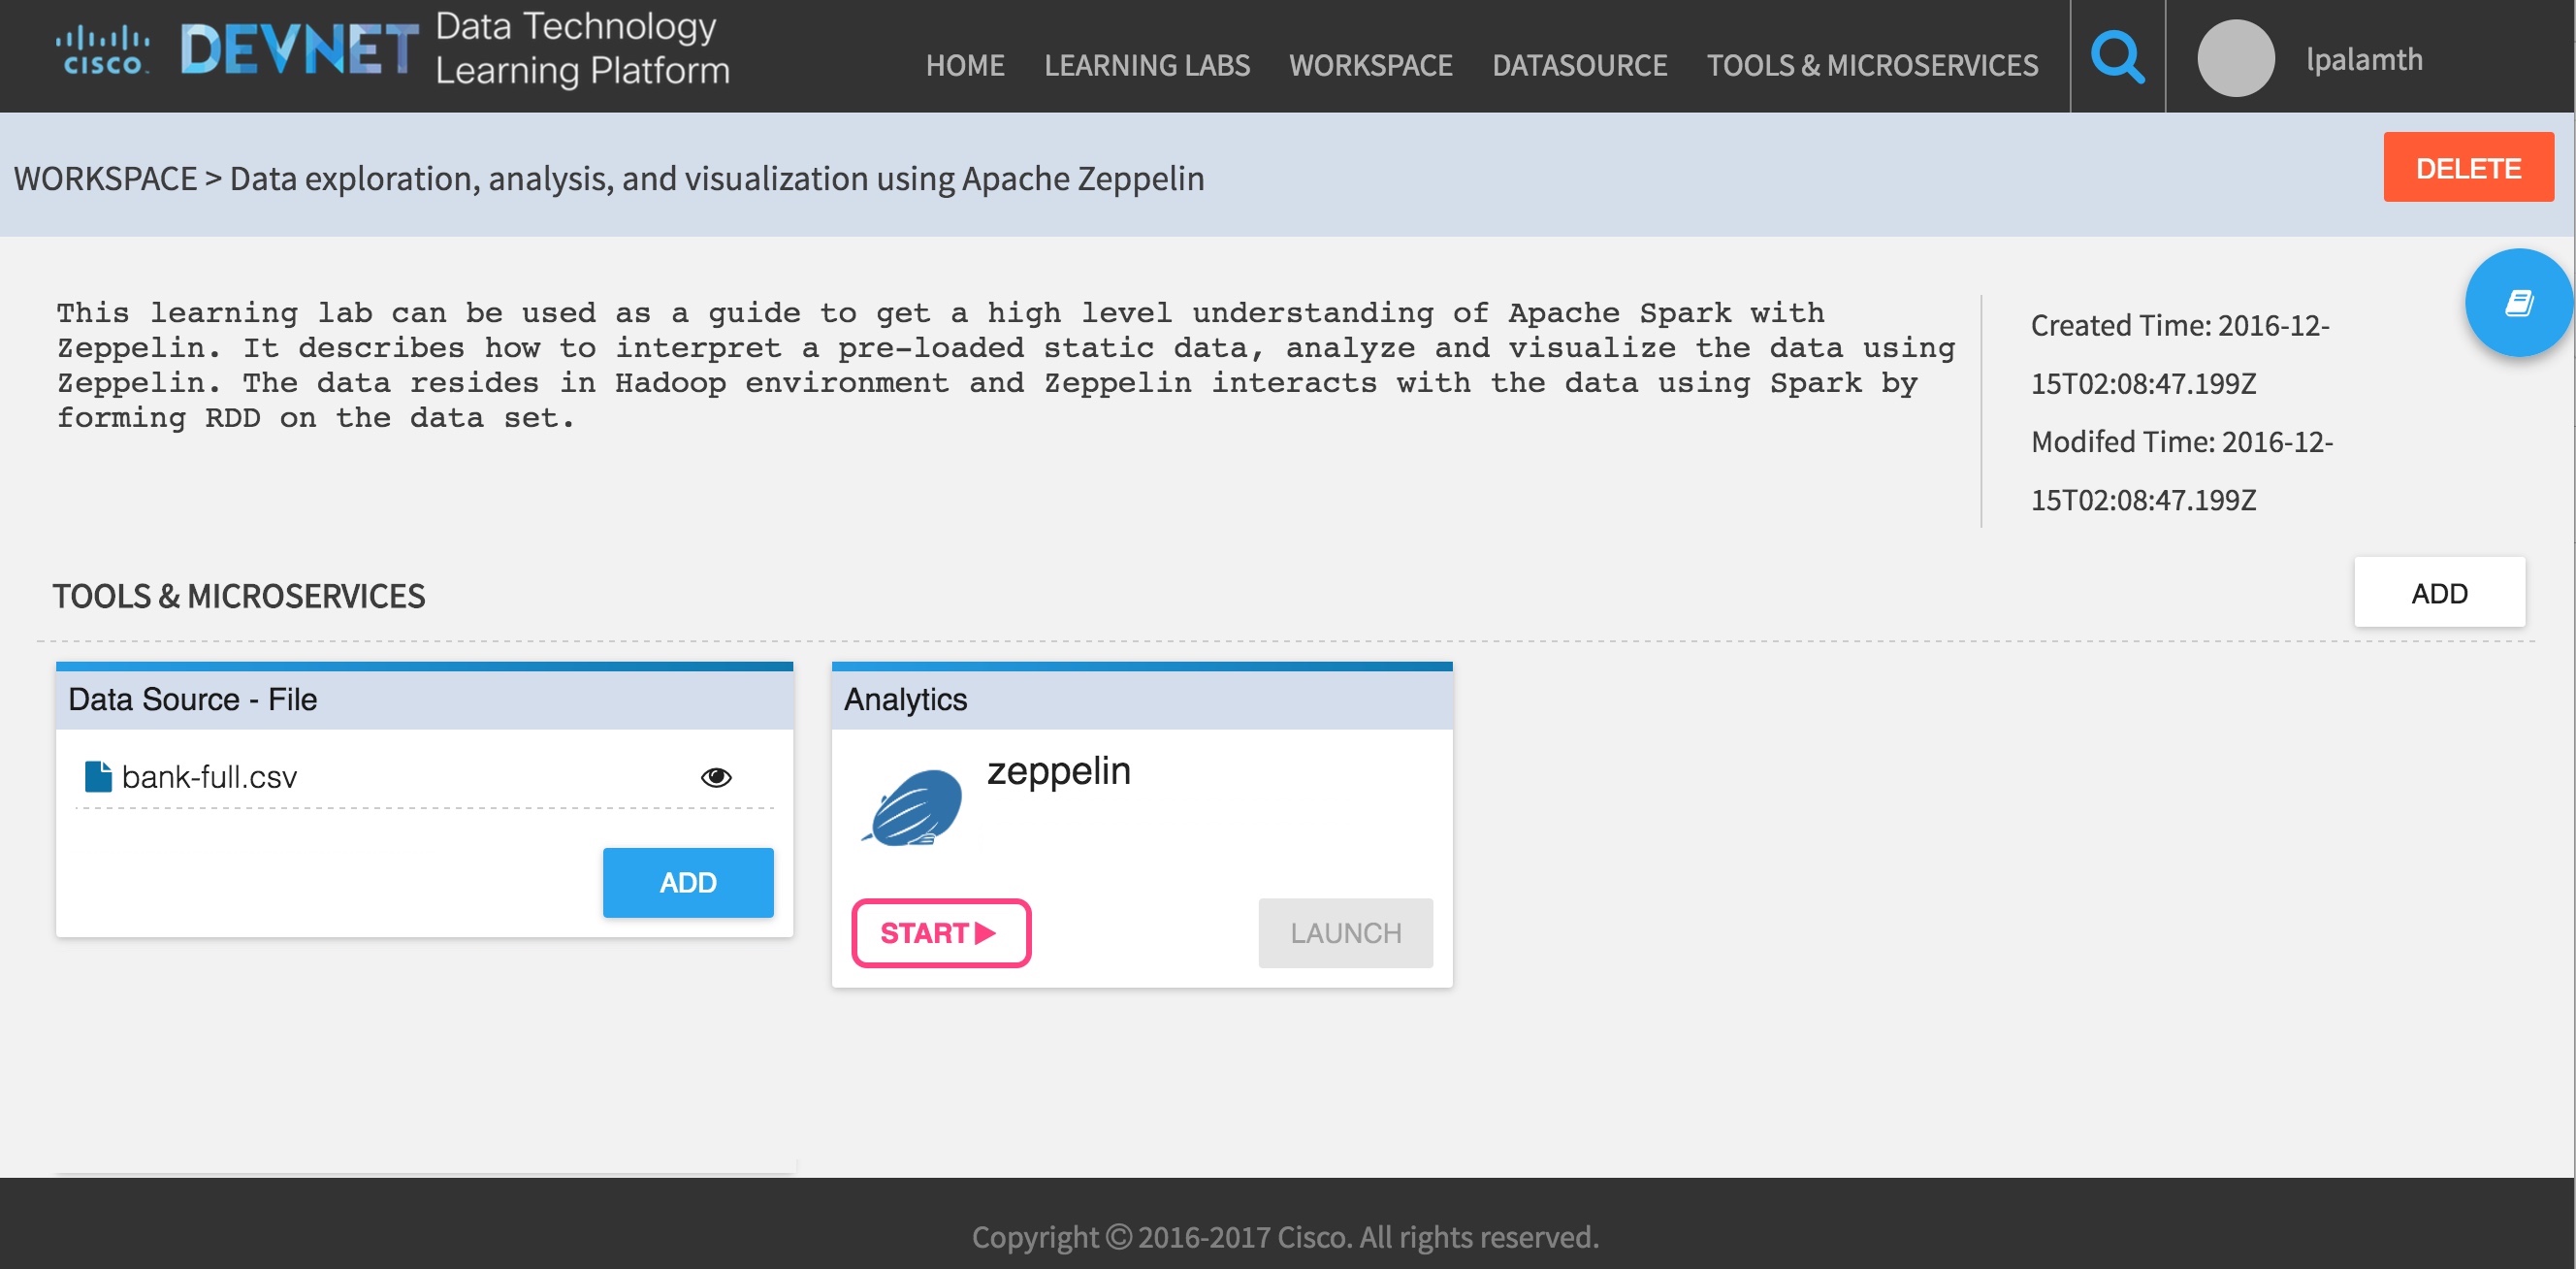 CISCO
DEVNET
Data Technology
Learning Platform
HOME
LEARNING LABS
WORKSPACE
DATASOURCE
TOOLS & MICROSERVICES
lpalamth
WORKSPACE > Data exploration, analysis, and visualization using Apache Zeppelin
DELETE
This learning lab can be used as a guide to get a high level understanding of Apache Spark with
Zeppelin. It describes how to interpret a pre-loaded static data, analyze and visualize the data using
Zeppelin. The data resides in Hadoop environment and Zeppelin interacts with the data using Spark by
forming RDD on the data set.
Created Time: 2016-12-
15T02:08:47.199Z
Modifed Time: 2016-12-
15T02:08:47.199Z
TOOLS & MICROSERVICES
ADD
Data Source - File
bank-full.csv
ADD
Analytics
zeppelin
START
LAUNCH
Copyright © 2016-2017 Cisco. All rights reserved.